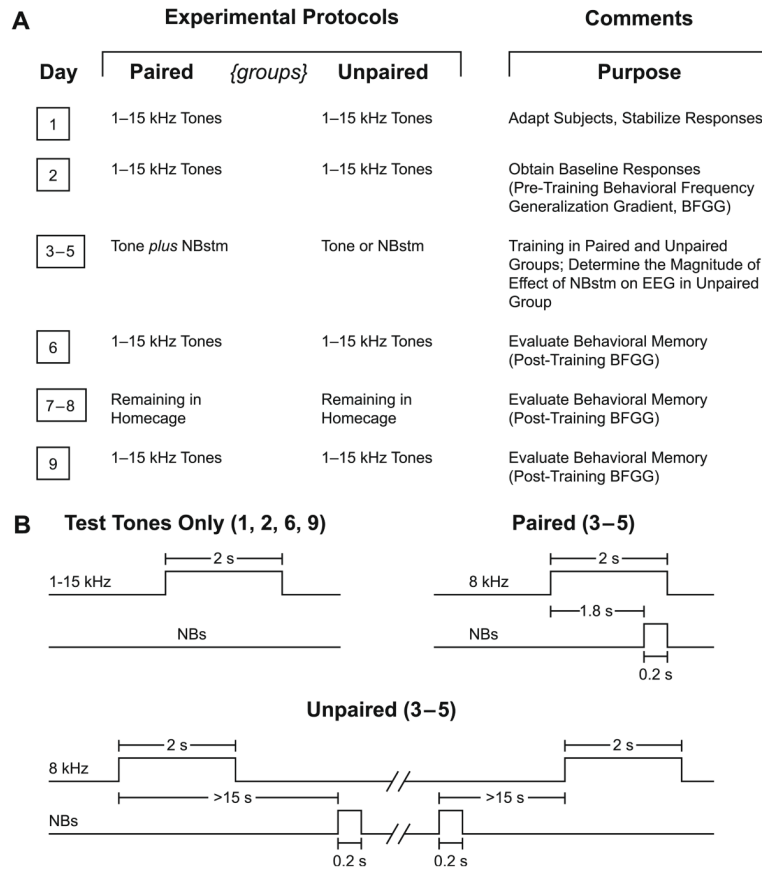 A
Experimental Protocols
Comments
Day
Paired
{groups}
Unpaired
Purpose
1
1–15 kHz Tones
1–15 kHz Tones
Adapt Subjects, Stabilize Responses
2
1–15 kHz Tones
1–15 kHz Tones
Obtain Baseline Responses
(Pre-Training Behavioral Frequency
Generalization Gradient, BFGG)
3–5
Tone plus NBstm
Tone or NBstm
Training in Paired and Unpaired
Groups; Determine the Magnitude of
Effect of NBstm on EEG in Unpaired
Group
6
1–15 kHz Tones
1–15 kHz Tones
Evaluate Behavioral Memory
(Post-Training BFGG)
7–8
Remaining in
Homecage
Remaining in
Homecage
Evaluate Behavioral Memory
(Post-Training BFGG)
9
1–15 kHz Tones
1–15 kHz Tones
Evaluate Behavioral Memory
(Post-Training BFGG)
B
Test Tones Only (1, 2, 6, 9)
2 s
1-15 kHz
NBs
Paired (3–5)
2 s
8 kHz
1.8 s
NBs
0.2 s
Unpaired (3–5)
2 s
2 s
8 kHz
>15 s
>15 s
NBs
0.2 s
0.2 s